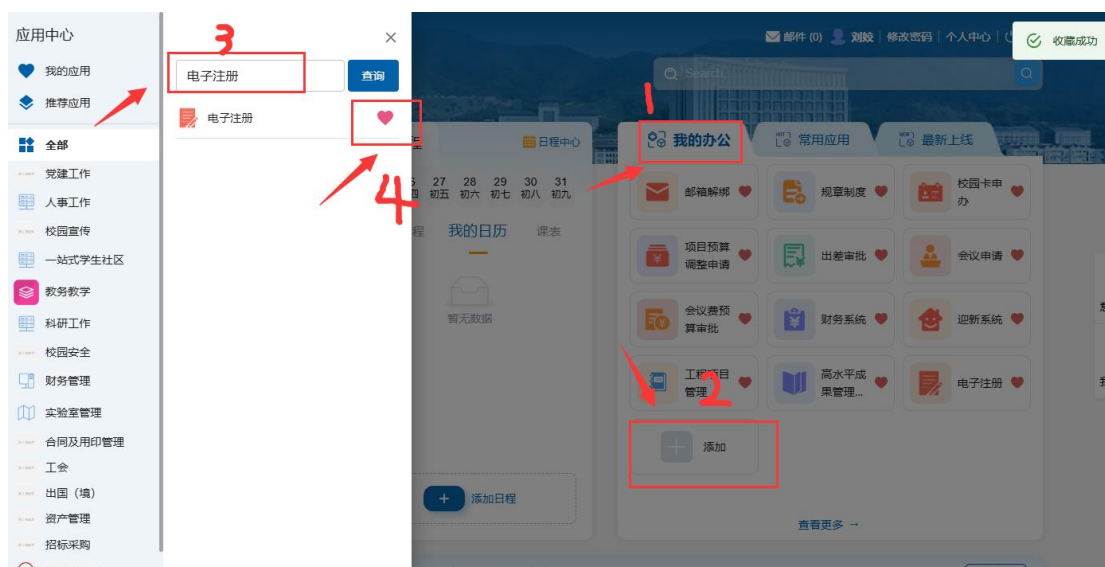 应用中心
我的应用
推荐应用
全部
党建工作
人事工作
校园宣传
一站式学生社区
教务教学
科研工作
校园安全
财务管理
实验室管理
合同及用印管理
工会
出国（境）
资产管理
招标采购
3
电子注册
查询
电子注册
4
邮件 (0) 刘姣 修改密码 个人中心
收藏成功
Search...
日程中心
27 28 29 30 31
初五 初六 初七 初八 初九
程 我的日历 课表
暂无数据
添加日程
1
我的办公 常用应用 最新上线
邮箱解绑 规章制度 校园卡申
办
项目预算
调整申请 出差审批 会议申请
会议费预
算审批 财务系统 迎新系统
工程项目
管理 高水平成
果管理... 电子注册
2
添加
查看更多 →